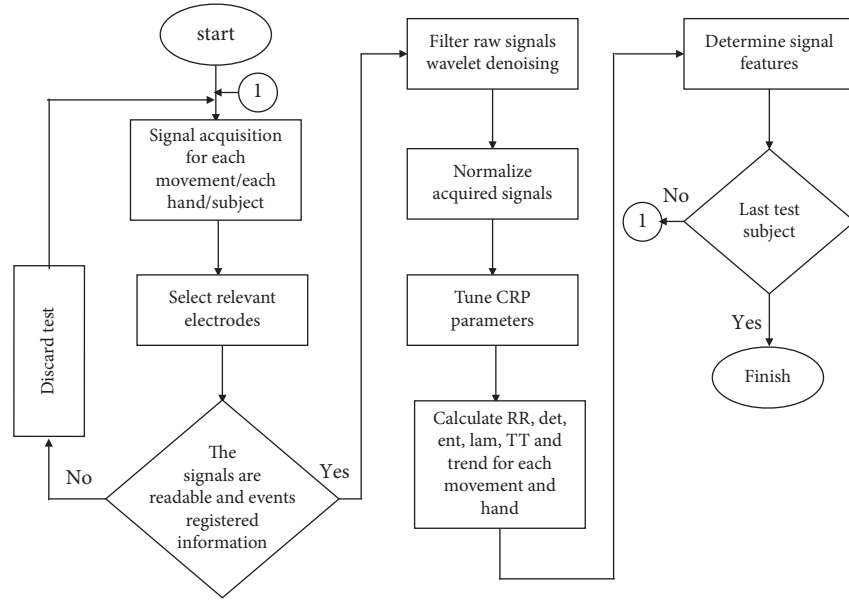 start
1
Signal acquisition
for each
movement/each
hand/subject
Select relevant
electrodes
Discard test
The
signals are
readable and events
registered
information
No
Yes
Filter raw signals
wavelet denoising
Normalize
acquired signals
Tune CRP
parameters
Calculate RR, det,
ent, lam, TT and
trend for each
movement and
hand
Determine signal
features
Last test
subject
No
1
Yes
Finish